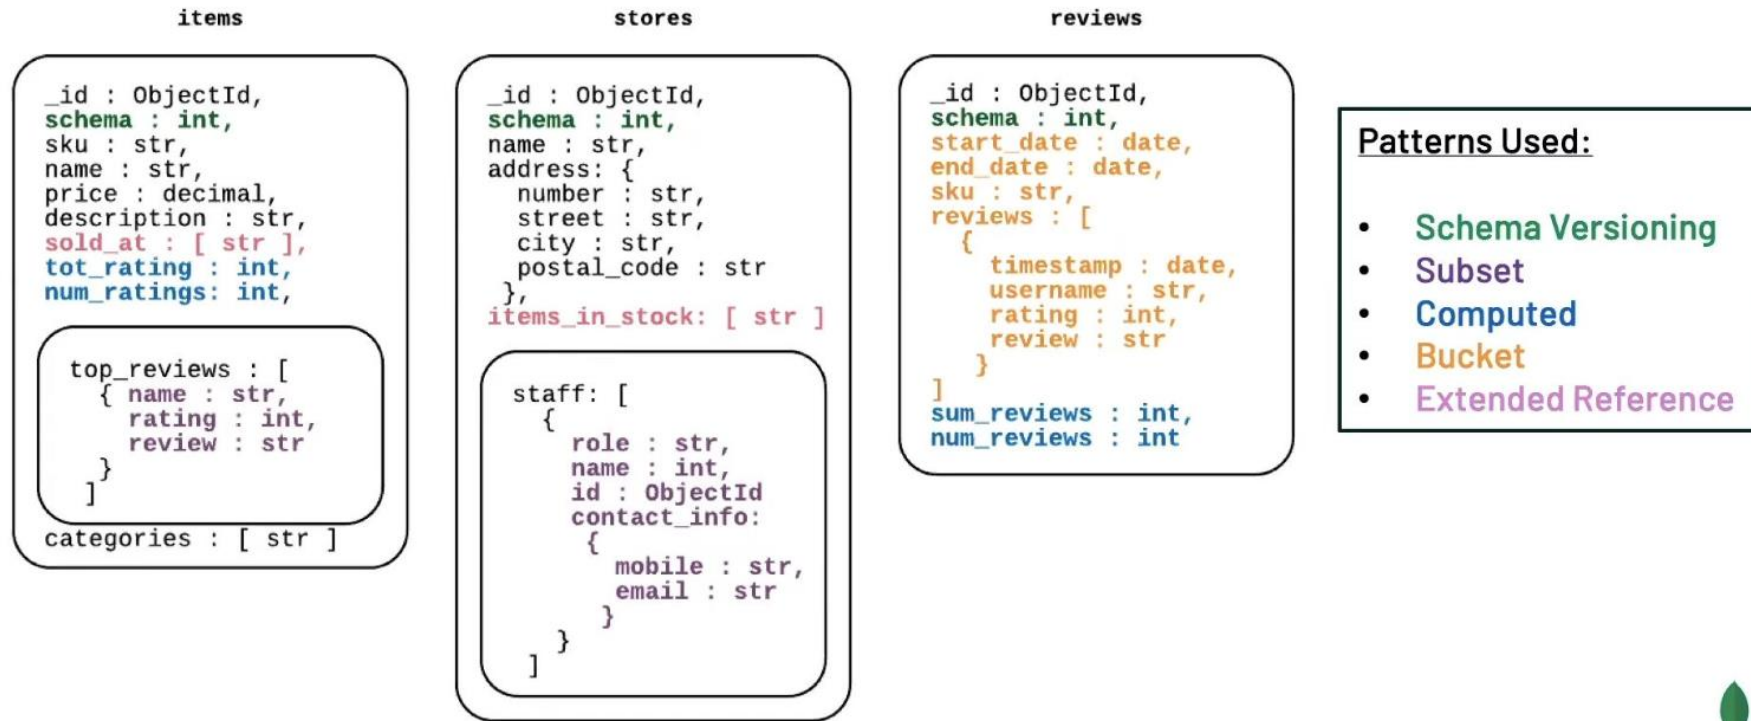 items
_id : ObjectId,
schema : int,
sku : str,
name : str,
price : decimal,
description : str,
sold_at : [ str ],
tot_rating : int,
num_ratings: int,
top_reviews : [
{ name : str,
rating : int,
review : str
}
]
categories : [ str ]
stores
_id : ObjectId,
schema : int,
name : str,
address: {
number : str,
street : str,
city : str,
postal_code : str
},
items_in_stock: [ str ]
staff: [
{
role : str,
name : int,
id : ObjectId
contact_info:
{
mobile : str,
email : str
}
}
]
reviews
_id : ObjectId,
schema : int,
start_date : date,
end_date : date,
sku : str,
reviews : [
{
timestamp : date,
username : str,
rating : int,
review : str
}
]
sum_reviews : int,
num_reviews : int
Patterns Used:
• Schema Versioning
• Subset
• Computed
• Bucket
• Extended Reference